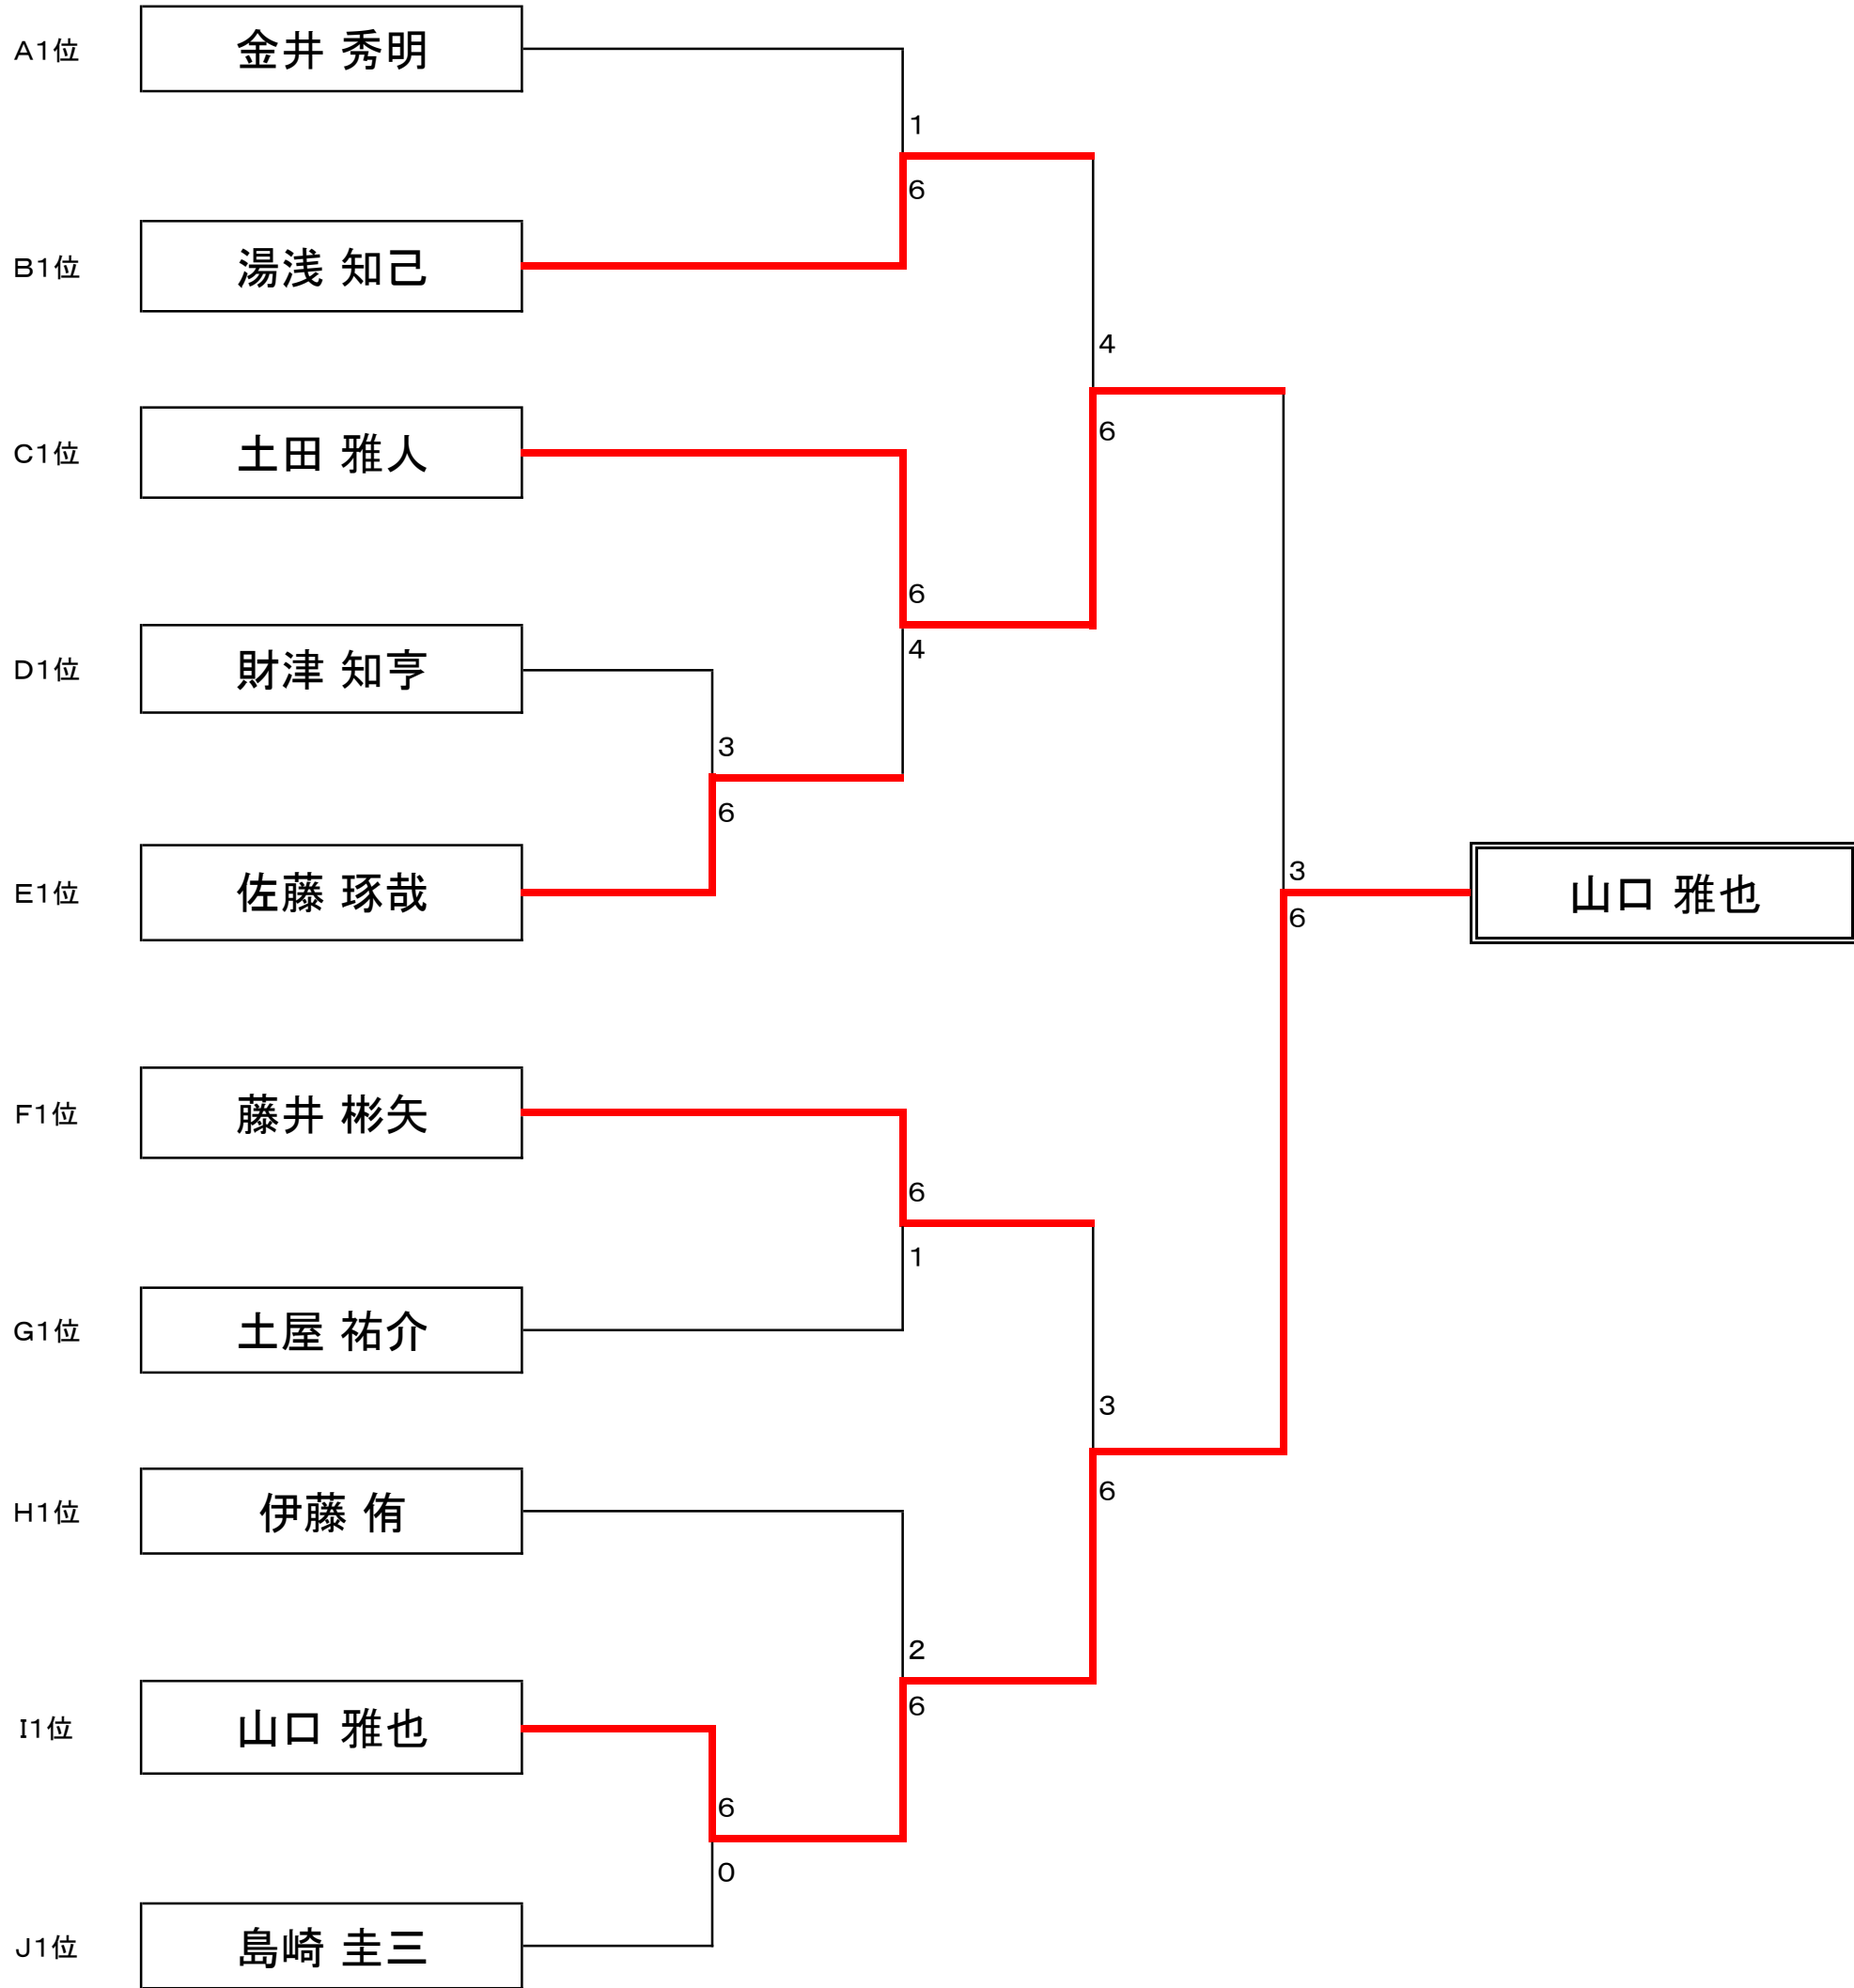 A1位 金井 秀明
1
6
B1位 湯浅 知己
4
C1位 土田 雅人
6
6
4
D1位 財津 知亨
3
6
E1位 佐藤 琢哉
3
山口 雅也
6
F1位 藤井 彬矢
6
1
G1位 土屋 祐介
3
6
H1位 伊藤 侑
2
6
I1位 山口 雅也
6
0
J1位 島崎 圭三